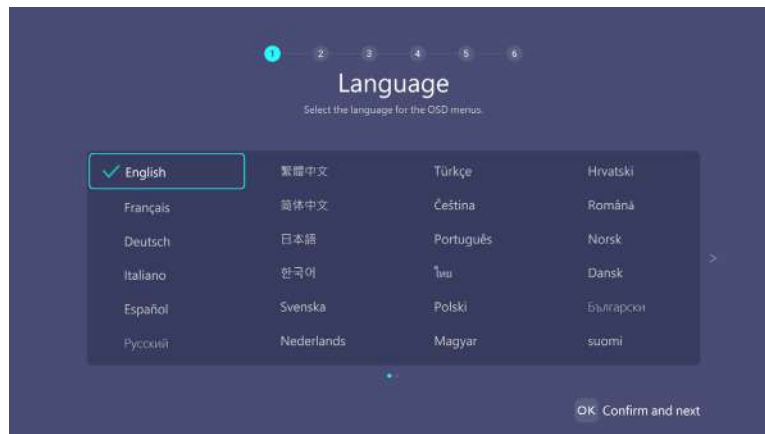 1 2 3 4 5 6
Language
Select the language for the OSD menus.
English 繁體中文 Türkçe Hrvatski
Français 简体中文 Čeština Română
Deutsch 日本語 Português Norsk
Italiano 한국어 ไทย Dansk
Español Svenska Polski Български
Русский Nederlands Magyar suomi
>
OK Confirm and next